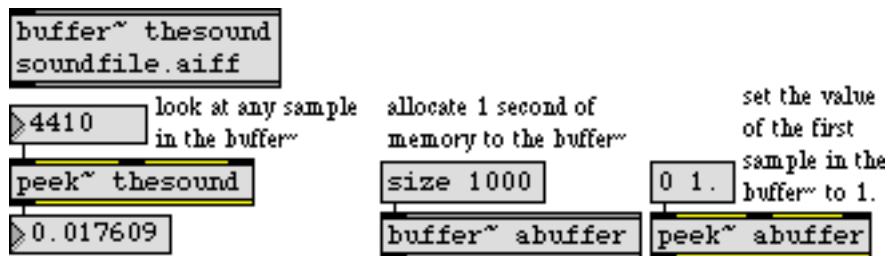 buffer~ thesound
soundfile.aiff
4410
look at any sample
in the buffer~
peek~ thesound
0.017609
allocate 1 second of
memory to the buffer~
size 1000
buffer~ abuffer
set the value
of the first
sample in the
buffer~ to 1.
0 1.
peek~ abuffer